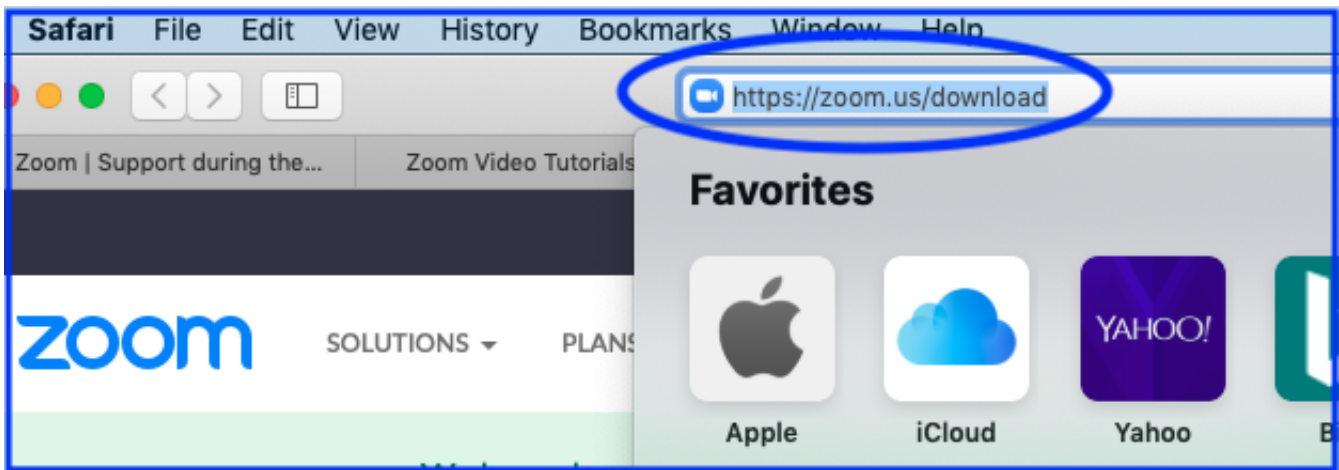 Safari File Edit View History Bookmarks Window Help
https://zoom.us/download
Zoom | Support during the... Zoom Video Tutorials
Favorites
zoom SOLUTIONS PLANS
YAHOO!
Apple iCloud Yahoo